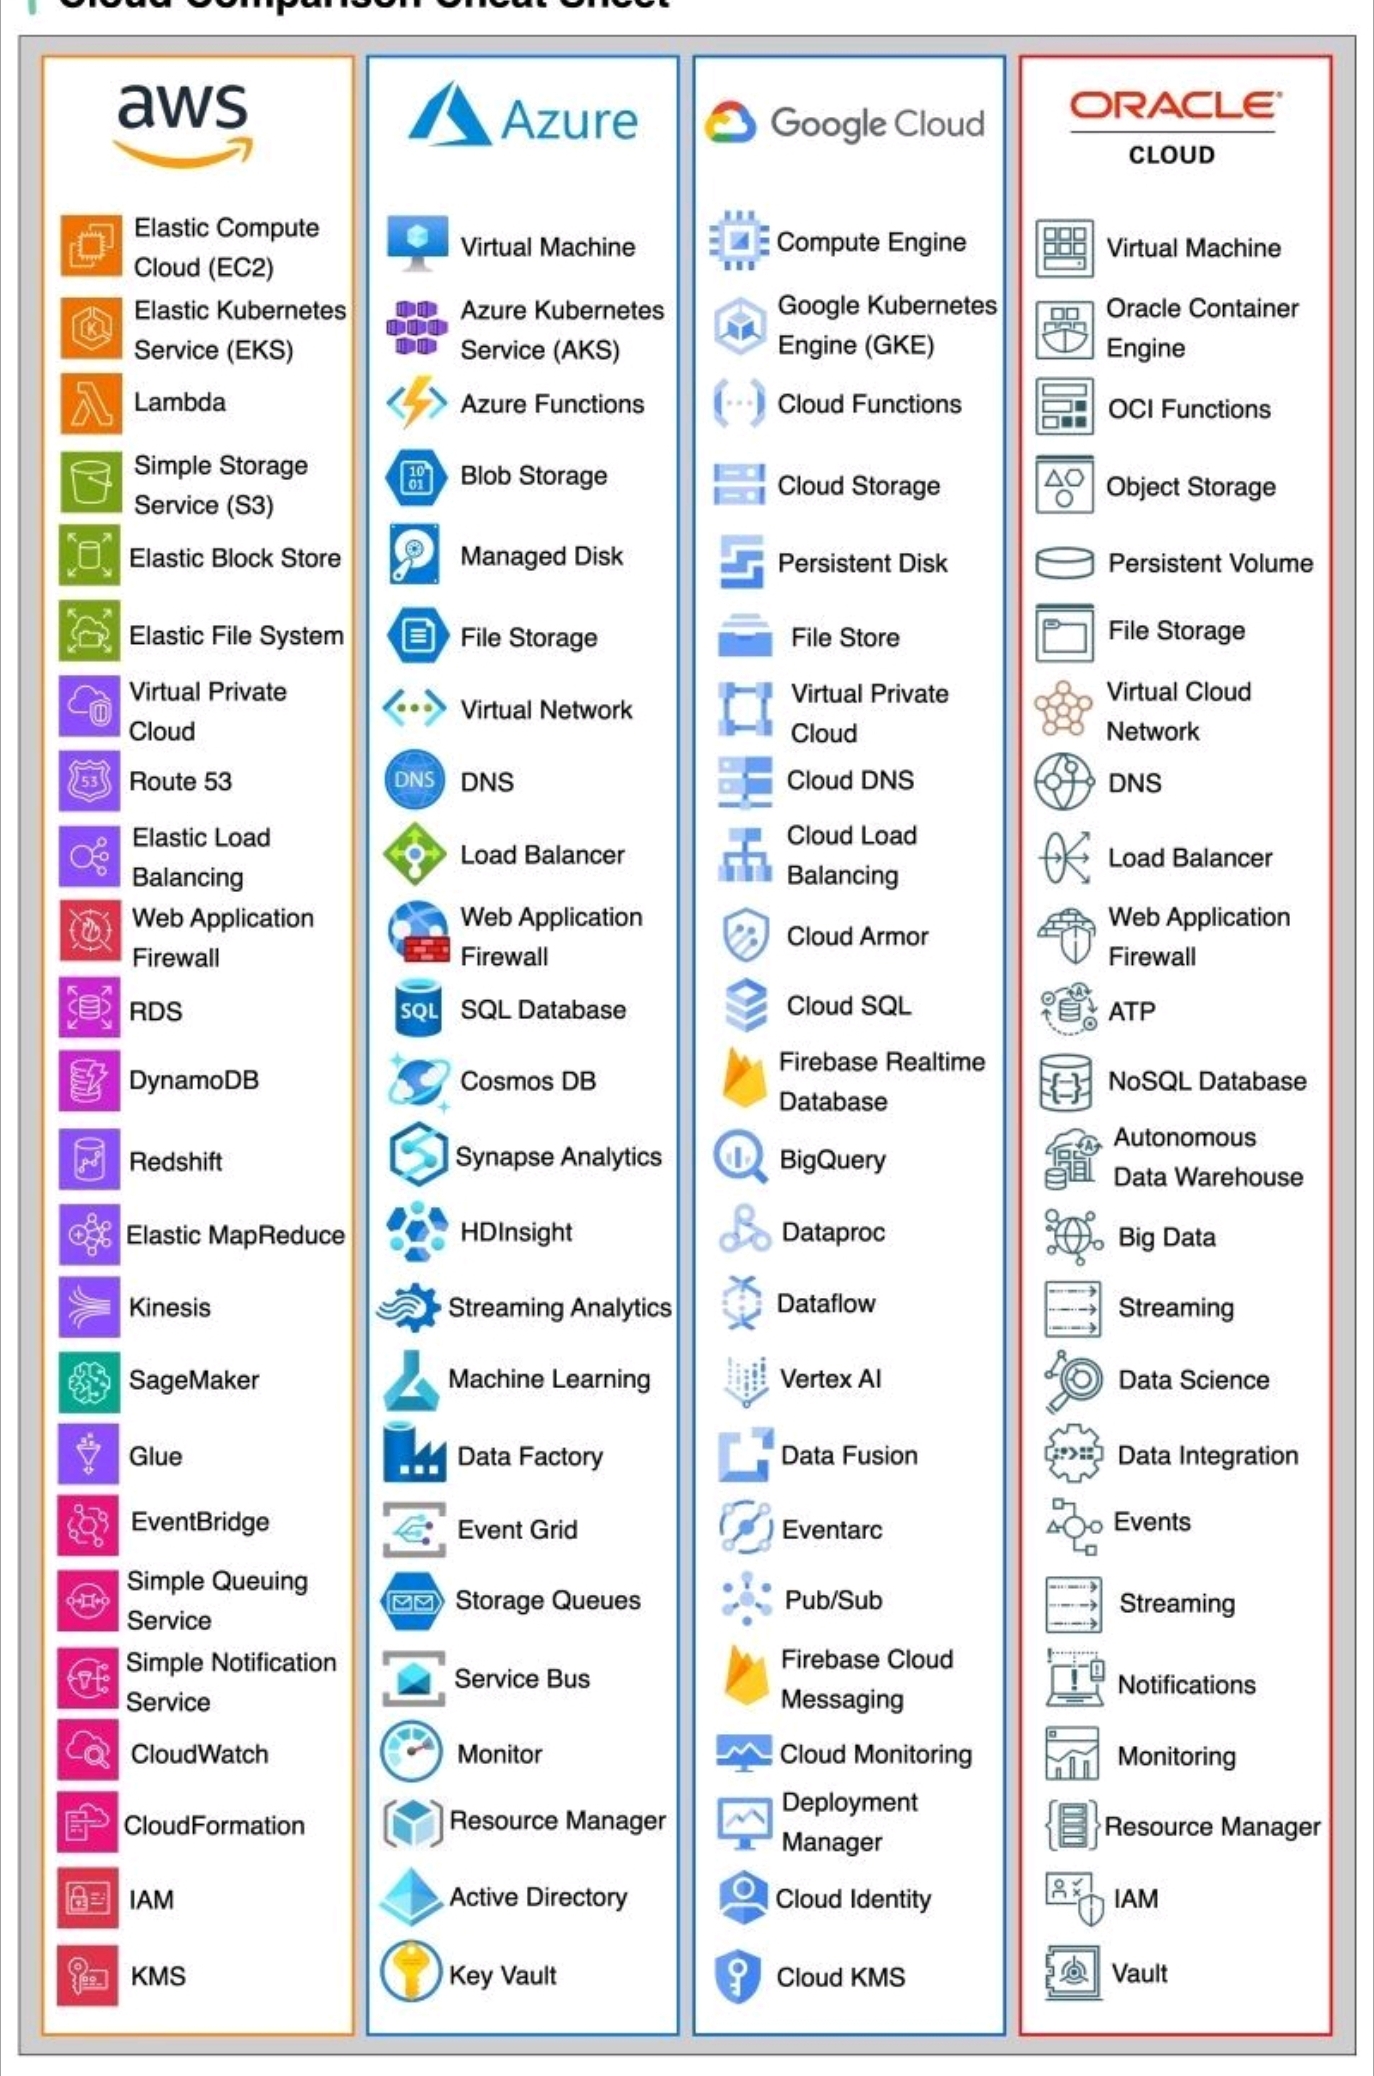 Cloud Comparison Cheat Sheet
aws
Elastic Compute
Cloud (EC2)
Elastic Kubernetes
Service (EKS)
Lambda
Simple Storage
Service (S3)
Elastic Block Store
Elastic File System
Virtual Private
Cloud
53
Route 53
Elastic Load
Balancing
Web Application
Firewall
RDS
DynamoDB
Redshift
Elastic MapReduce
Kinesis
SageMaker
Glue
EventBridge
Simple Queuing
Service
Simple Notification
Service
CloudWatch
CloudFormation
IAM
KMS
Azure
Virtual Machine
Azure Kubernetes
Service (AKS)
Azure Functions
10
01
Blob Storage
Managed Disk
File Storage
Virtual Network
DNS
DNS
Load Balancer
Web Application
Firewall
SQL
SQL Database
Cosmos DB
Synapse Analytics
HDInsight
Streaming Analytics
Machine Learning
Data Factory
Event Grid
Storage Queues
Service Bus
Monitor
Resource Manager
Active Directory
Key Vault
Google Cloud
Compute Engine
Google Kubernetes
Engine (GKE)
Cloud Functions
Cloud Storage
Persistent Disk
File Store
Virtual Private
Cloud
Cloud DNS
Cloud Load
Balancing
Cloud Armor
Cloud SQL
Firebase Realtime
Database
BigQuery
Dataproc
Dataflow
Vertex AI
Data Fusion
Eventarc
Pub/Sub
Firebase Cloud
Messaging
Cloud Monitoring
Deployment
Manager
Cloud Identity
Cloud KMS
ORACLE
CLOUD
Virtual Machine
Oracle Container
Engine
OCI Functions
Object Storage
Persistent Volume
File Storage
Virtual Cloud
Network
DNS
Load Balancer
Web Application
Firewall
ATP
NoSQL Database
Autonomous
Data Warehouse
Big Data
Streaming
Data Science
Data Integration
Events
Streaming
Notifications
Monitoring
Resource Manager
IAM
Vault